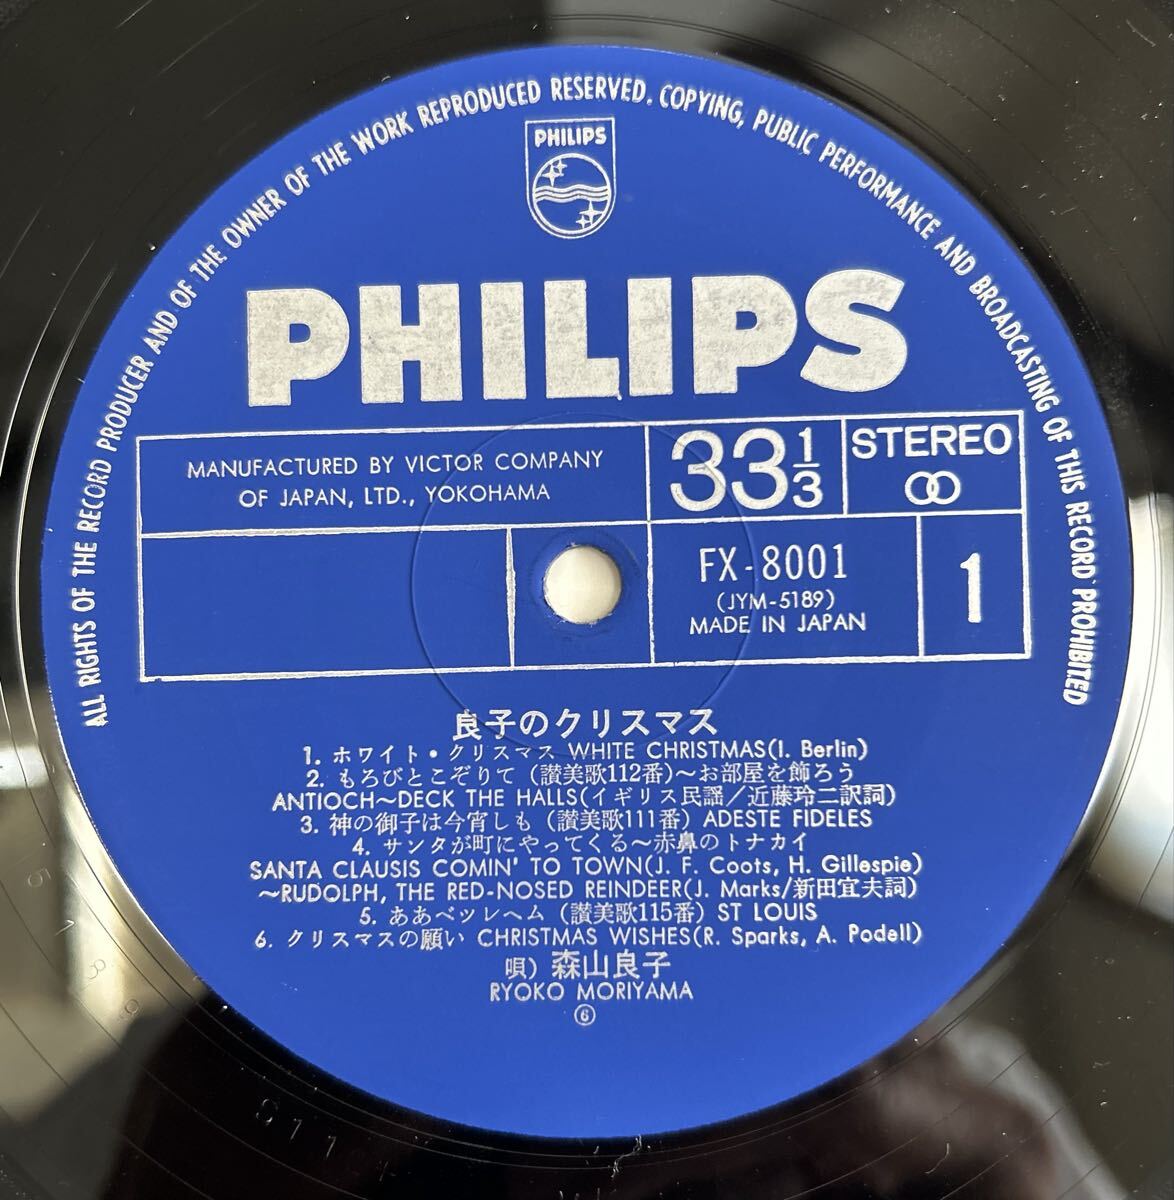 ALL RIGHTS OF THE RECORD PRODUCER AND OF THE OWNER OF THE WORK REPRODUCED RESERVED. COPYING, PUBLIC PERFORMANCE AND BROADCASTING OF THIS RECORD PROHIBITED
PHILIPS
PHILIPS
MANUFACTURED BY VICTOR COMPANY
OF JAPAN, LTD., YOKOHAMA
33 1/3
STEREO
FX-8001
(JYM-5189)
MADE IN JAPAN
1
良子のクリスマス
1. ホワイト・クリスマス WHITE CHRISTMAS(I. Berlin)
2. もろびとこぞりて (讃美歌112番)～お部屋を飾ろう
ANTIOCH～DECK THE HALLS(イギリス民謡/近藤玲二訳詞)
3. 神の御子は今宵しも (讃美歌111番) ADESTE FIDELES
4. サンタが町にやってくる～赤鼻のトナカイ
SANTA CLAUSIS COMIN' TO TOWN(J. F. Coots, H. Gillespie)
～RUDOLPH, THE RED-NOSED REINDEER(J. Marks/新田宜夫詞)
5. ああベツレヘム (讃美歌115番) ST LOUIS
6. クリスマスの願い CHRISTMAS WISHES(R. Sparks, A. Podell)
唄) 森山良子
RYOKO MORIYAMA
⑥